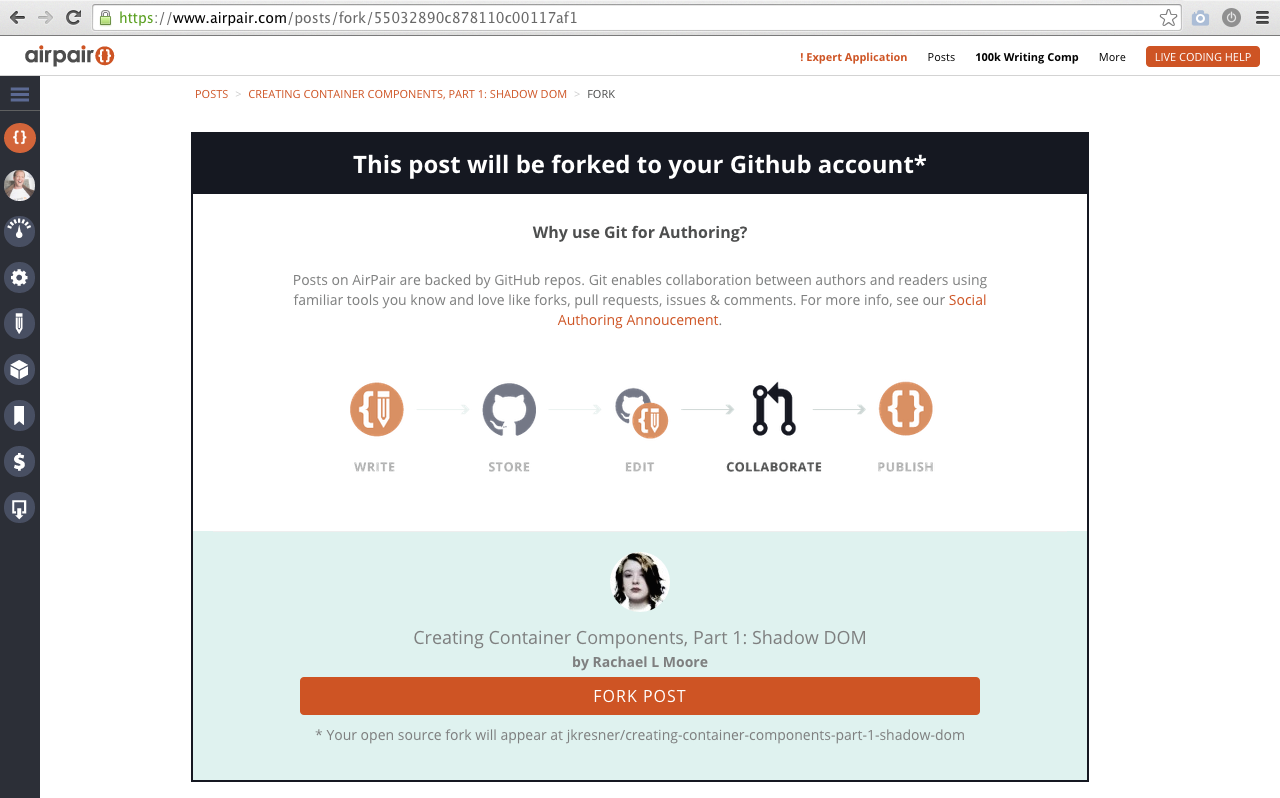 https://www.airpair.com/posts/fork/55032890c878110c00117af1
airpair{}
! Expert Application Posts 100k Writing Comp More LIVE CODING HELP
POSTS > CREATING CONTAINER COMPONENTS, PART 1: SHADOW DOM > FORK
{}
This post will be forked to your Github account*
Why use Git for Authoring?
Posts on AirPair are backed by GitHub repos. Git enables collaboration between authors and readers using
familiar tools you know and love like forks, pull requests, issues & comments. For more info, see our Social
Authoring Annoucement.
WRITE STORE EDIT COLLABORATE PUBLISH
$
Creating Container Components, Part 1: Shadow DOM
by Rachael L Moore
FORK POST
* Your open source fork will appear at jkresner/creating-container-components-part-1-shadow-dom